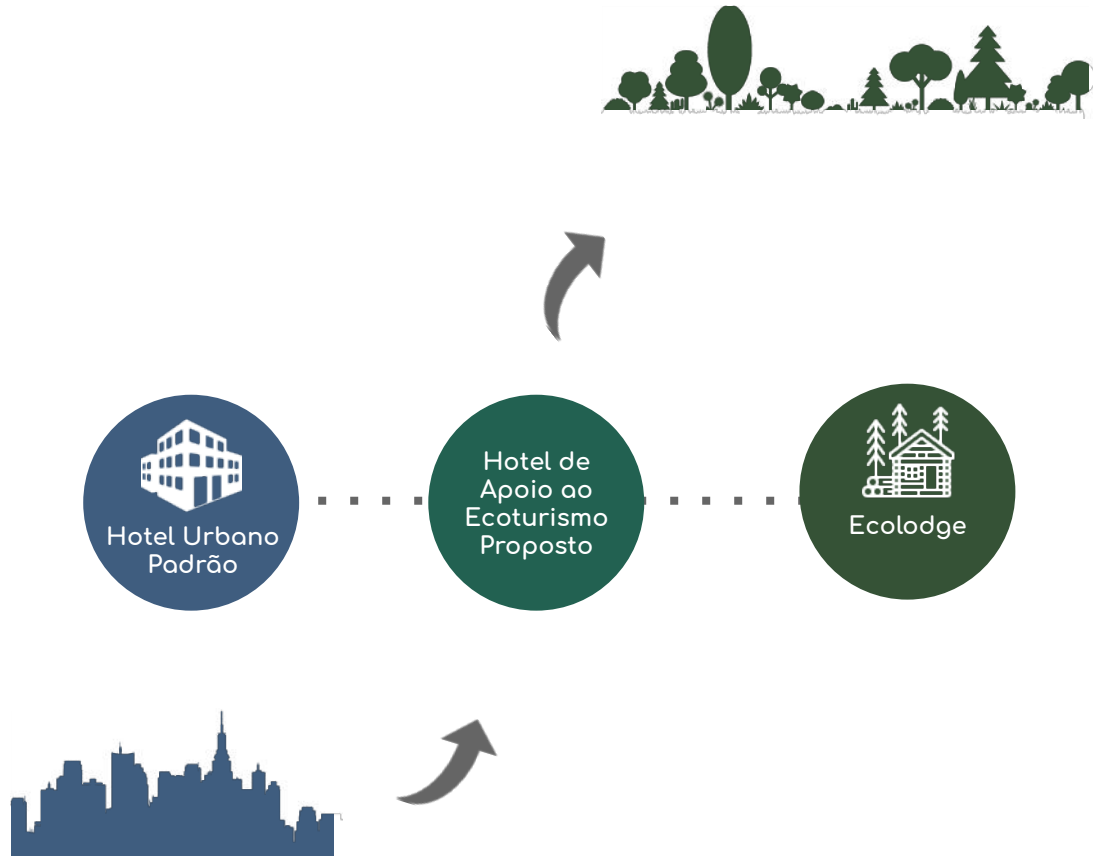 Hotel Urbano
Padrão
Hotel de
Apoio ao
Ecoturismo
Proposto
Ecolodge